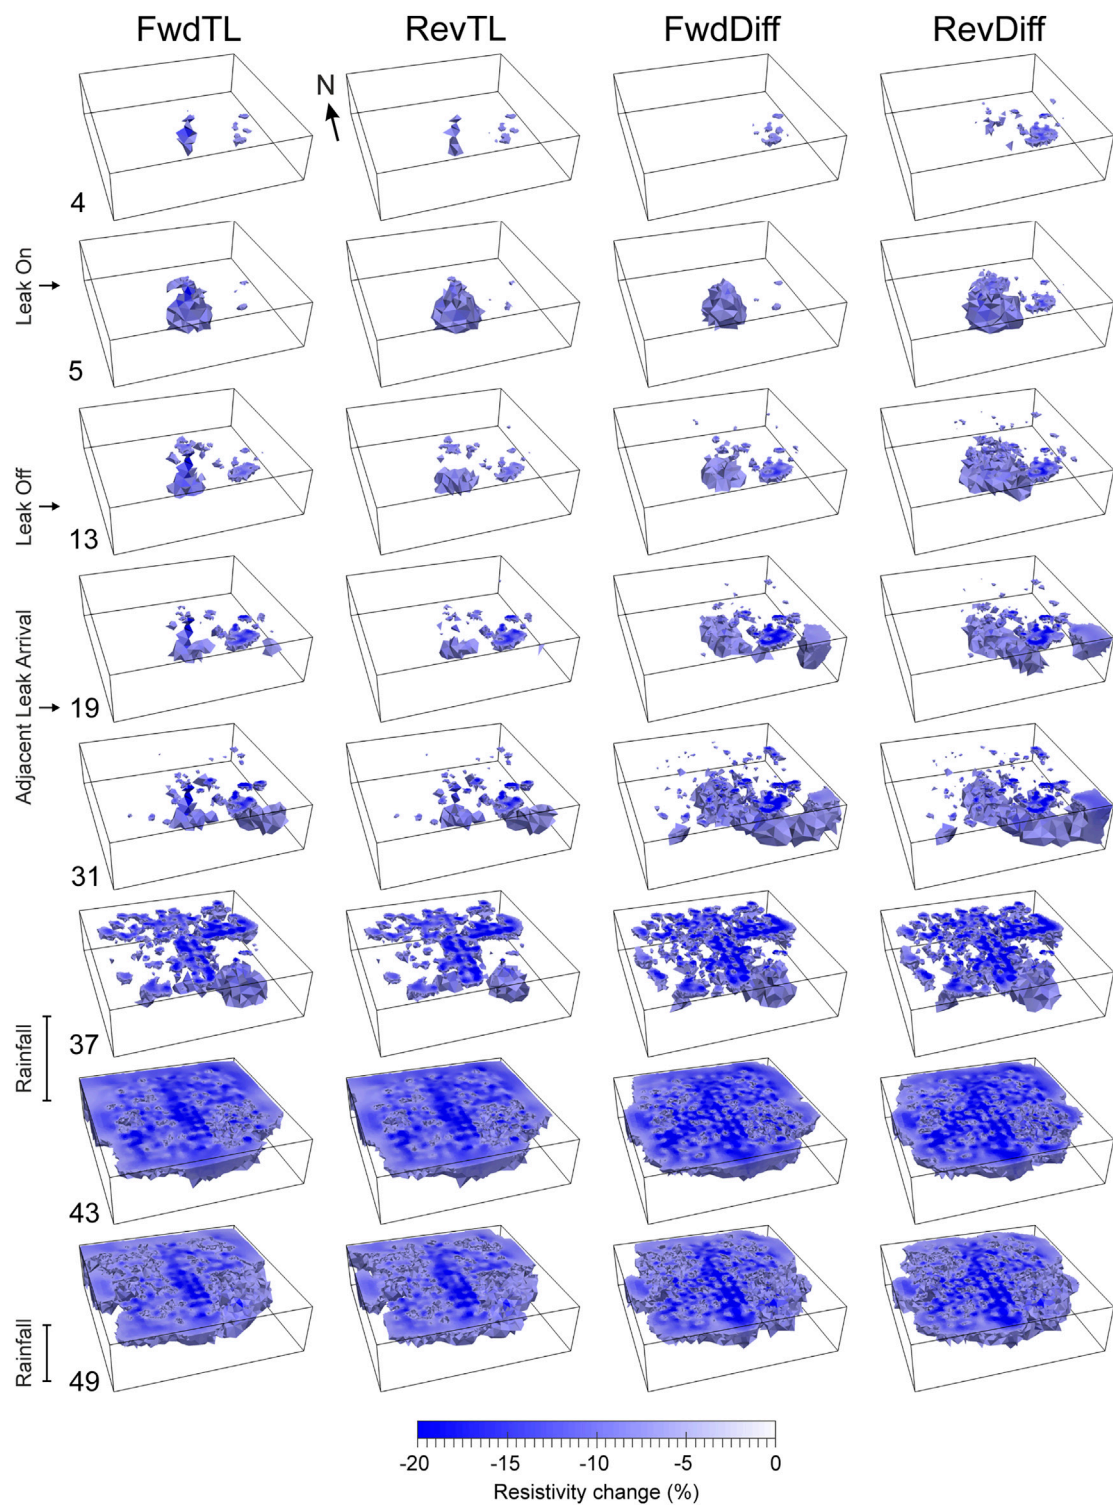 FwdTL RevTL FwdDiff RevDiff
N
4
Leak On
5
Leak Off
13
Adjacent Leak Arrival
19
31
37
Rainfall
43
Rainfall
49
-20 -15 -10 -5 0
Resistivity change (%)